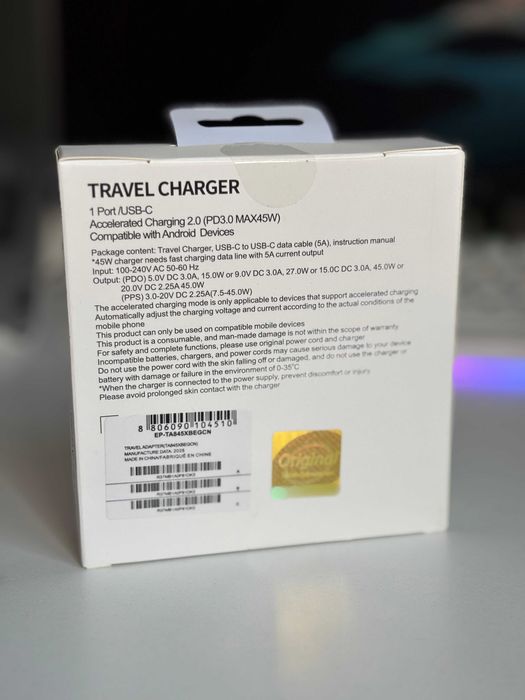 TRAVEL CHARGER
1 Port /USB-C
Accelerated Charging 2.0 (PD3.0 MAX45W)
Compatible with Android Devices
Package content: Travel Charger, USB-C to USB-C data cable (5A), instruction manual
*45W charger needs fast charging data line with 5A current output
Input: 100-240V AC 50-60 Hz
Output: (PDO) 5.0V DC 3.0A, 15.0W or 9.0V DC 3.0A, 27.0W or 15.0C DC 3.0A, 45.0W or
20.0V DC 2.25A 45.0W
(PPS) 3.0-20V DC 2.25A(7.5-45.0W)
The accelerated charging mode is only applicable to devices that support accelerated charging
Automatically adjust the charging voltage and current according to the actual conditions of the
mobile phone
This product can only be used on compatible mobile devices
This product is a consumable, and man-made damage is not within the scope of warranty
For safety and complete functions, please use original power cord and charger
Incompatible batteries, chargers, and power cords may cause serious damage to your device
Do not use the power cord with the skin falling off or damaged, and do not use the charger or
battery with damage or failure in the environment of 0-35°C
*When the charger is connected to the power supply, prevent discomfort or injury
Please avoid prolonged skin contact with the charger
8 806090 104510
EP-TA845XBEGCN
TRAVEL ADAPTER(TA845XBEGCN)
MANUFACTURE DATA: 2025
MADE IN CHINA/FABRIQUÉ EN CHINE
Original